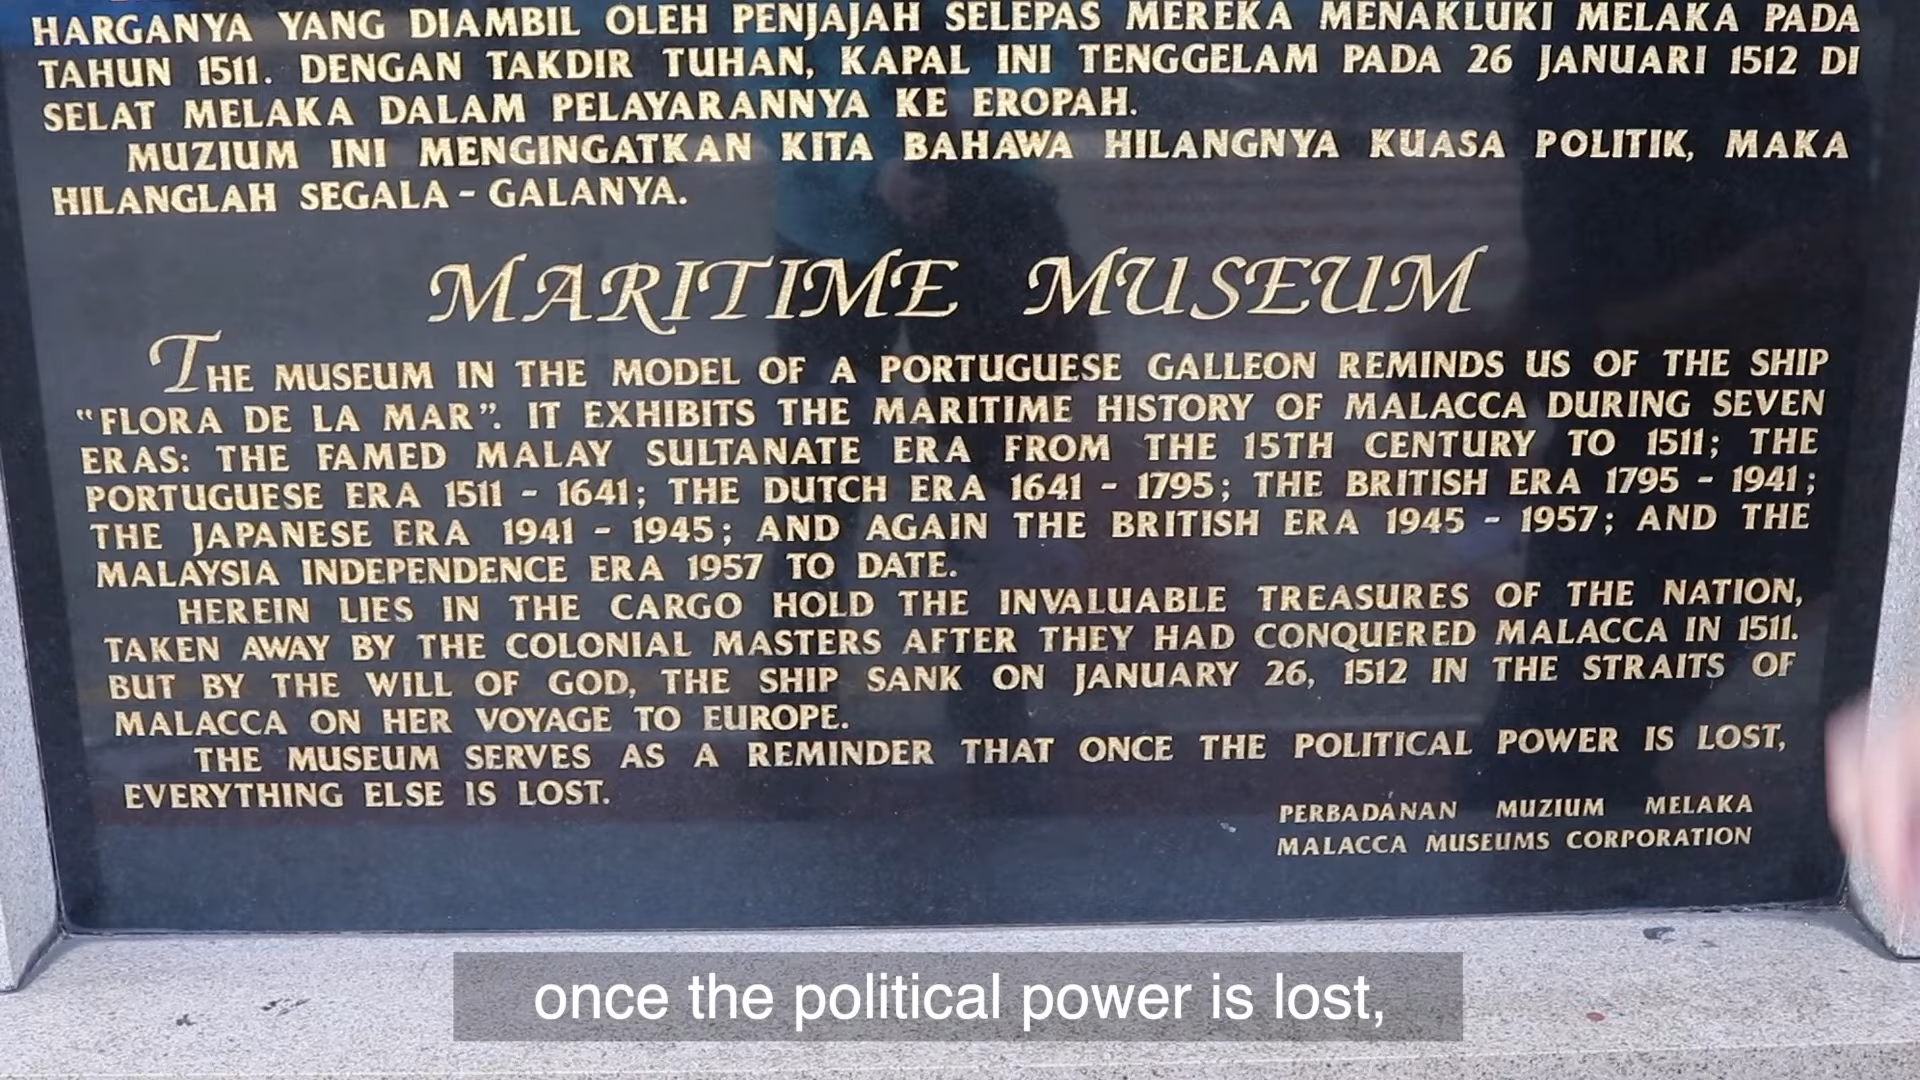 HARGANYA YANG DIAMBIL OLEH PENJAJAH SELEPAS MEREKA MENAKLUKI MELAKA PADA
TAHUN 1511. DENGAN TAKDIR TUHAN, KAPAL INI TENGGELAM PADA 26 JANUARI 1512 DI
SELAT MELAKA DALAM PELAYARANNYA KE EROPAH.
MUZIUM INI MENGINGATKAN KITA BAHAWA HILANGNYA KUASA POLITIK, MAKA
HILANGLAH SEGALA - GALANYA.
MARITIME MUSEUM
THE MUSEUM IN THE MODEL OF A PORTUGUESE GALLEON REMINDS US OF THE SHIP
"FLORA DE LA MAR". IT EXHIBITS THE MARITIME HISTORY OF MALACCA DURING SEVEN
ERAS: THE FAMED MALAY SULTANATE ERA FROM THE 15TH CENTURY TO 1511; THE
PORTUGUESE ERA 1511 - 1641; THE DUTCH ERA 1641 - 1795; THE BRITISH ERA 1795 - 1941;
THE JAPANESE ERA 1941 - 1945; AND AGAIN THE BRITISH ERA 1945 - 1957; AND THE
MALAYSIA INDEPENDENCE ERA 1957 TO DATE.
HEREIN LIES IN THE CARGO HOLD THE INVALUABLE TREASURES OF THE NATION,
TAKEN AWAY BY THE COLONIAL MASTERS AFTER THEY HAD CONQUERED MALACCA IN 1511.
BUT BY THE WILL OF GOD, THE SHIP SANK ON JANUARY 26, 1512 IN THE STRAITS OF
MALACCA ON HER VOYAGE TO EUROPE.
THE MUSEUM SERVES AS A REMINDER THAT ONCE THE POLITICAL POWER IS LOST,
EVERYTHING ELSE IS LOST.
PERBADANAN MUZIUM MELAKA
MALACCA MUSEUMS CORPORATION
once the political power is lost,